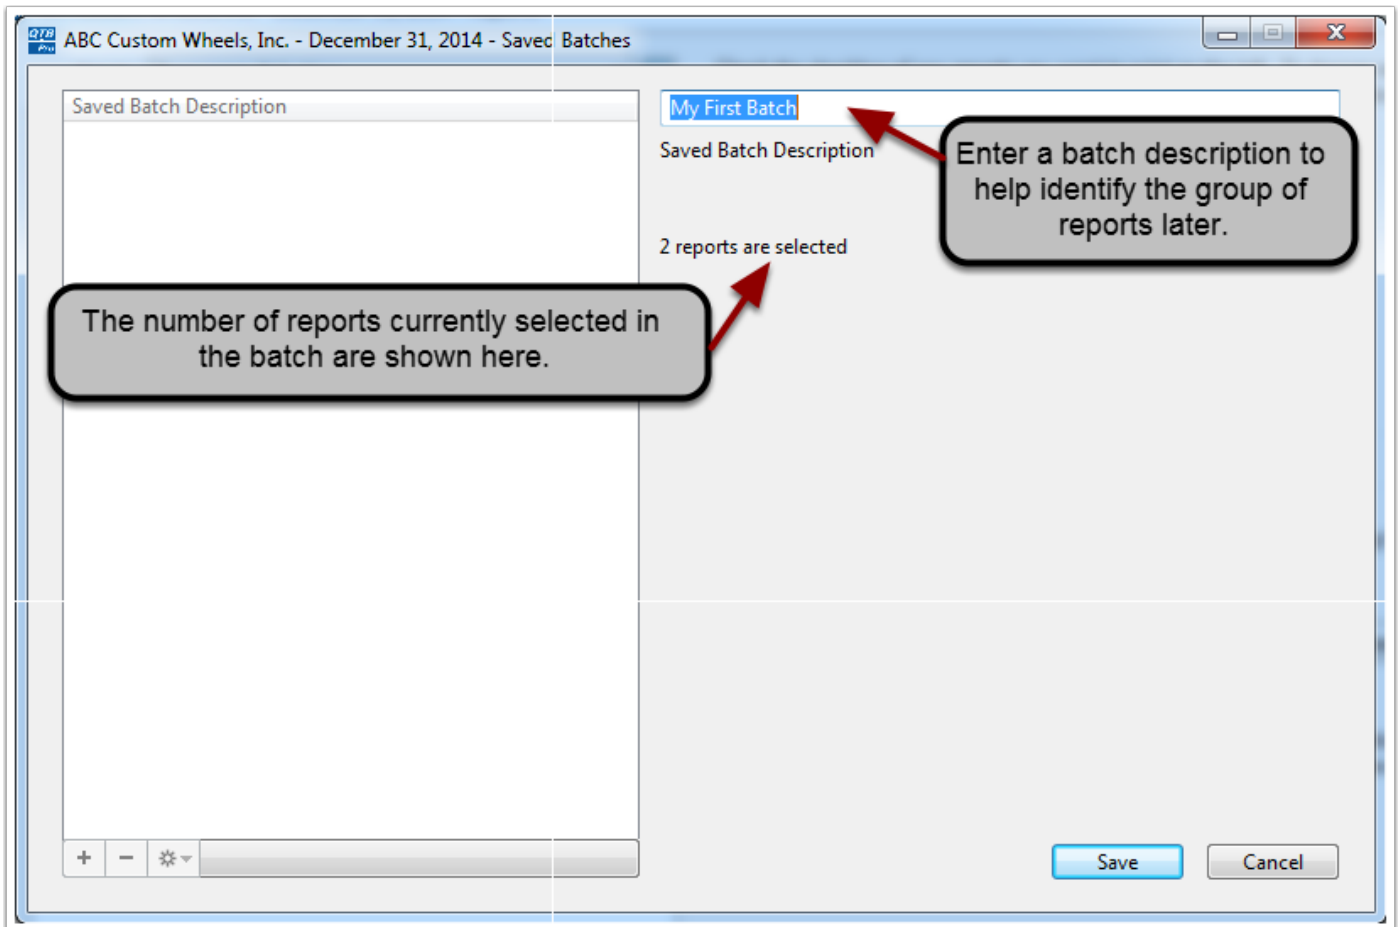 QTB
Pro
ABC Custom Wheels, Inc. - December 31, 2014 - Saved Batches
X
Saved Batch Description
My First Batch
Saved Batch Description
Enter a batch description to
help identify the group of
reports later.
2 reports are selected
The number of reports currently selected in
the batch are shown here.
+ −
Save
Cancel